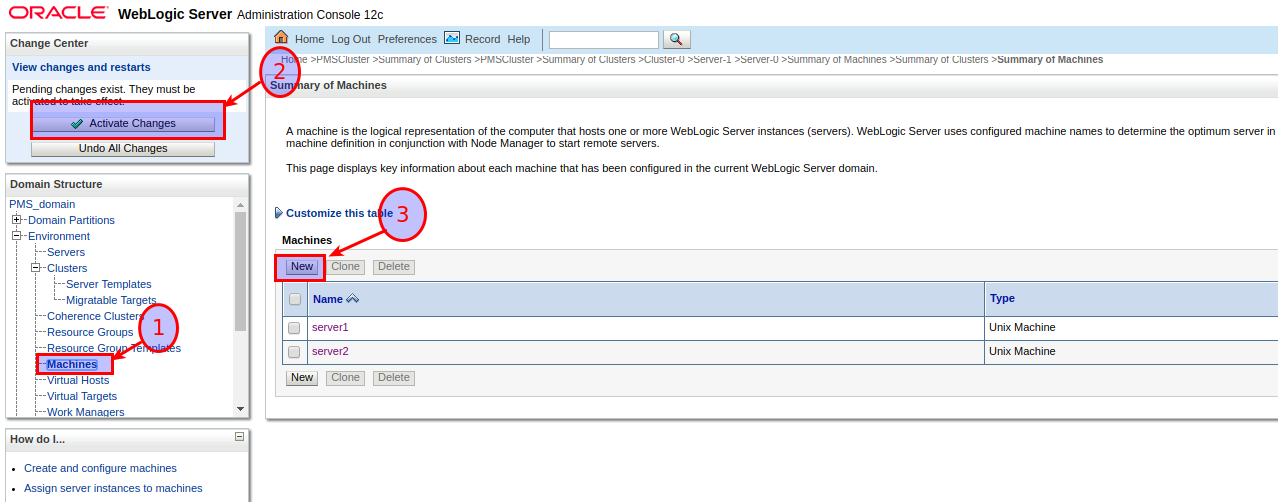 ORACLE WebLogic Server Administration Console 12c
Change Center
View changes and restarts
Pending changes exist. They must be
activated to take effect.
Activate Changes
Undo All Changes
Domain Structure
PMS_domain
Domain Partitions
Environment
Servers
Clusters
Server Templates
Migratable Targets
Coherence Clusters
Resource Groups
Resource Group Templates
Machines
Virtual Hosts
Virtual Targets
Work Managers
How do I...
Create and configure machines
Assign server instances to machines
1
2
Home Log Out Preferences Record Help
Home >PMSCluster >Summary of Clusters >PMSCluster >Summary of Clusters >Cluster-0 >Server-1 >Server-0 >Summary of Machines >Summary of Clusters >Summary of Machines
Summary of Machines
A machine is the logical representation of the computer that hosts one or more WebLogic Server instances (servers). WebLogic Server uses configured machine names to determine the optimum server in
machine definition in conjunction with Node Manager to start remote servers.
This page displays key information about each machine that has been configured in the current WebLogic Server domain.
Customize this table
3
Machines
New Clone Delete
Name Type
server1 Unix Machine
server2 Unix Machine
New Clone Delete